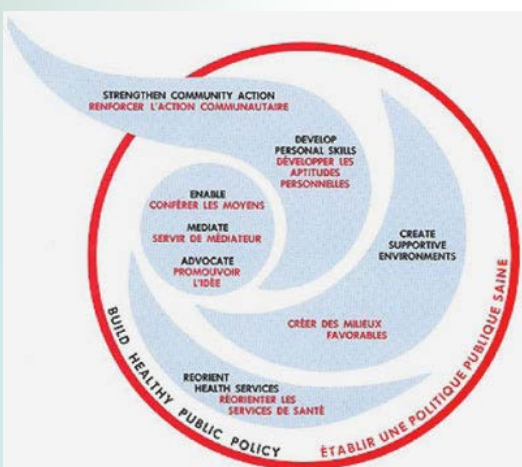 STRENGTHEN COMMUNITY ACTION
RENFORCER L'ACTION COMMUNAUTAIRE
DEVELOP
PERSONAL SKILLS
DÉVELOPPER LES
APTITUDES
PERSONNELLES
ENABLE
CONFÉRER LES MOYENS
MEDIATE
SERVIR DE MÉDIATEUR
ADVOCATE
PROMOUVOIR
L'IDÉE
CREATE
SUPPORTIVE
ENVIRONMENTS
CRÉER DES MILIEUX
FAVORABLES
REORIENT
HEALTH SERVICES
RÉORIENTER LES
SERVICES DE SANTÈ
BUILD HEALTHY PUBLIC POLICY
ÉTABLIR UNE POLITIQUE PUBLIQUE SAINE